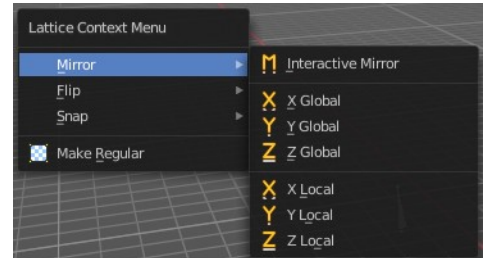 Lattice Context Menu
Mirror
Flip
Snap
Make Regular
Interactive Mirror
X Global
Y Global
Z Global
X Local
Y Local
Z Local